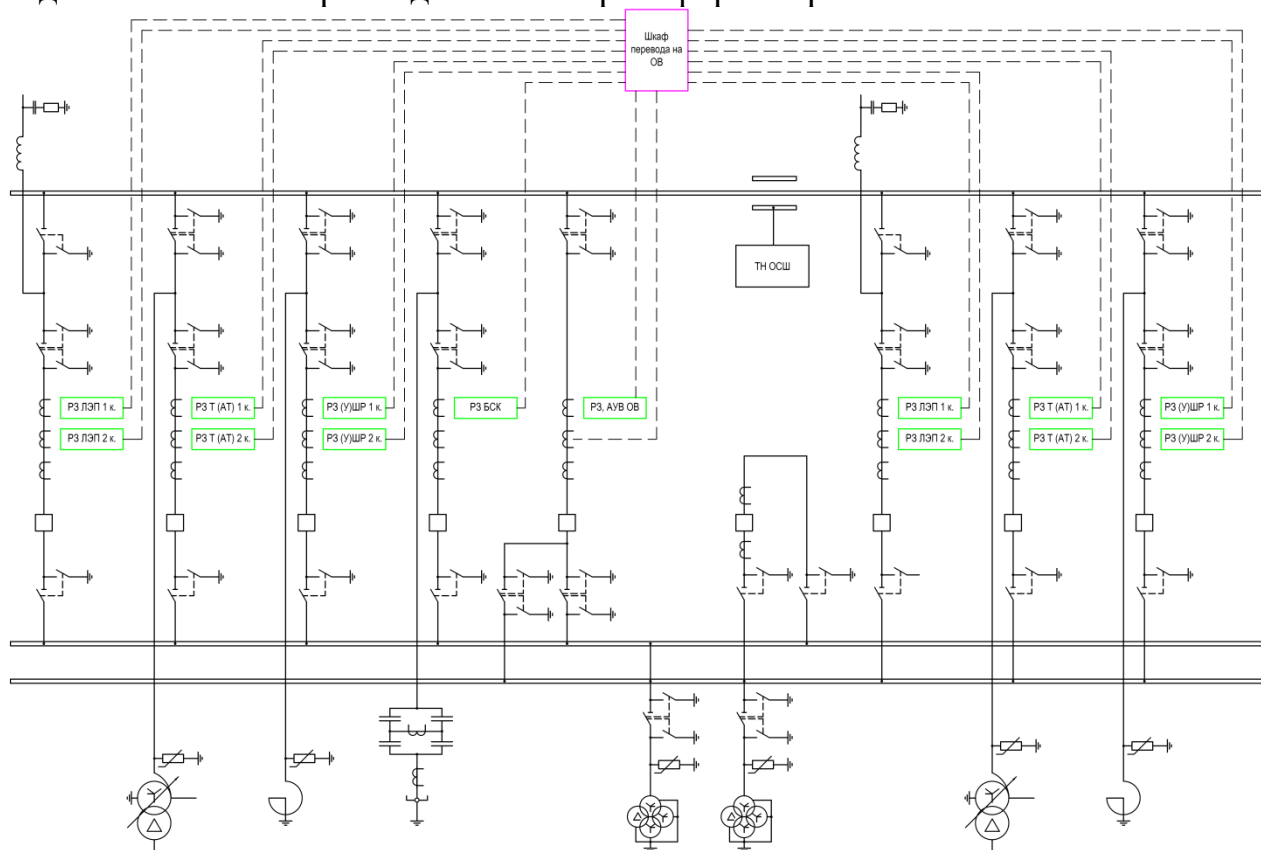 Шкаф
перевода на
ОВ
ТН ОСШ
РЗ ЛЭП 1 к.
РЗ Т (АТ) 1 к.
РЗ (У)ШР 1 к.
РЗ БСК
РЗ, АУВ ОВ
РЗ ЛЭП 1 к.
РЗ Т (АТ) 1 к.
РЗ (У)ШР 1 к.
РЗ ЛЭП 2 к.
РЗ Т (АТ) 2 к.
РЗ (У)ШР 2 к.
РЗ ЛЭП 2 к.
РЗ Т (АТ) 2 к.
РЗ (У)ШР 2 к.